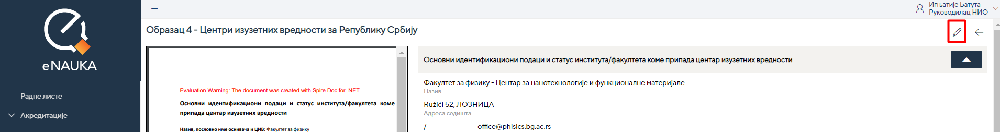 eNAUKA
Радне листе
Акредитације
Игњатије Батута
Руководилац НИО
Образац 4 - Центри изузетних вредности за Републику Србију
Evaluation Warning: The document was created with Spire.Doc for .NET.
Основни идентификациони подаци и статус института/факултета коме
припада центар изузетних вредности
Назив, пословно име оснивача и ЦИВ: Факултет за физику
Основни идентификациони подаци и статус института/факултета коме припада центар изузетних вредности
Факултет за физику - Центар за нанотехнологије и функционалне материјале
Назив
Ružići 52, ЛОЗНИЦА
Адреса седишта
/ office@phisics.bg.ac.rs